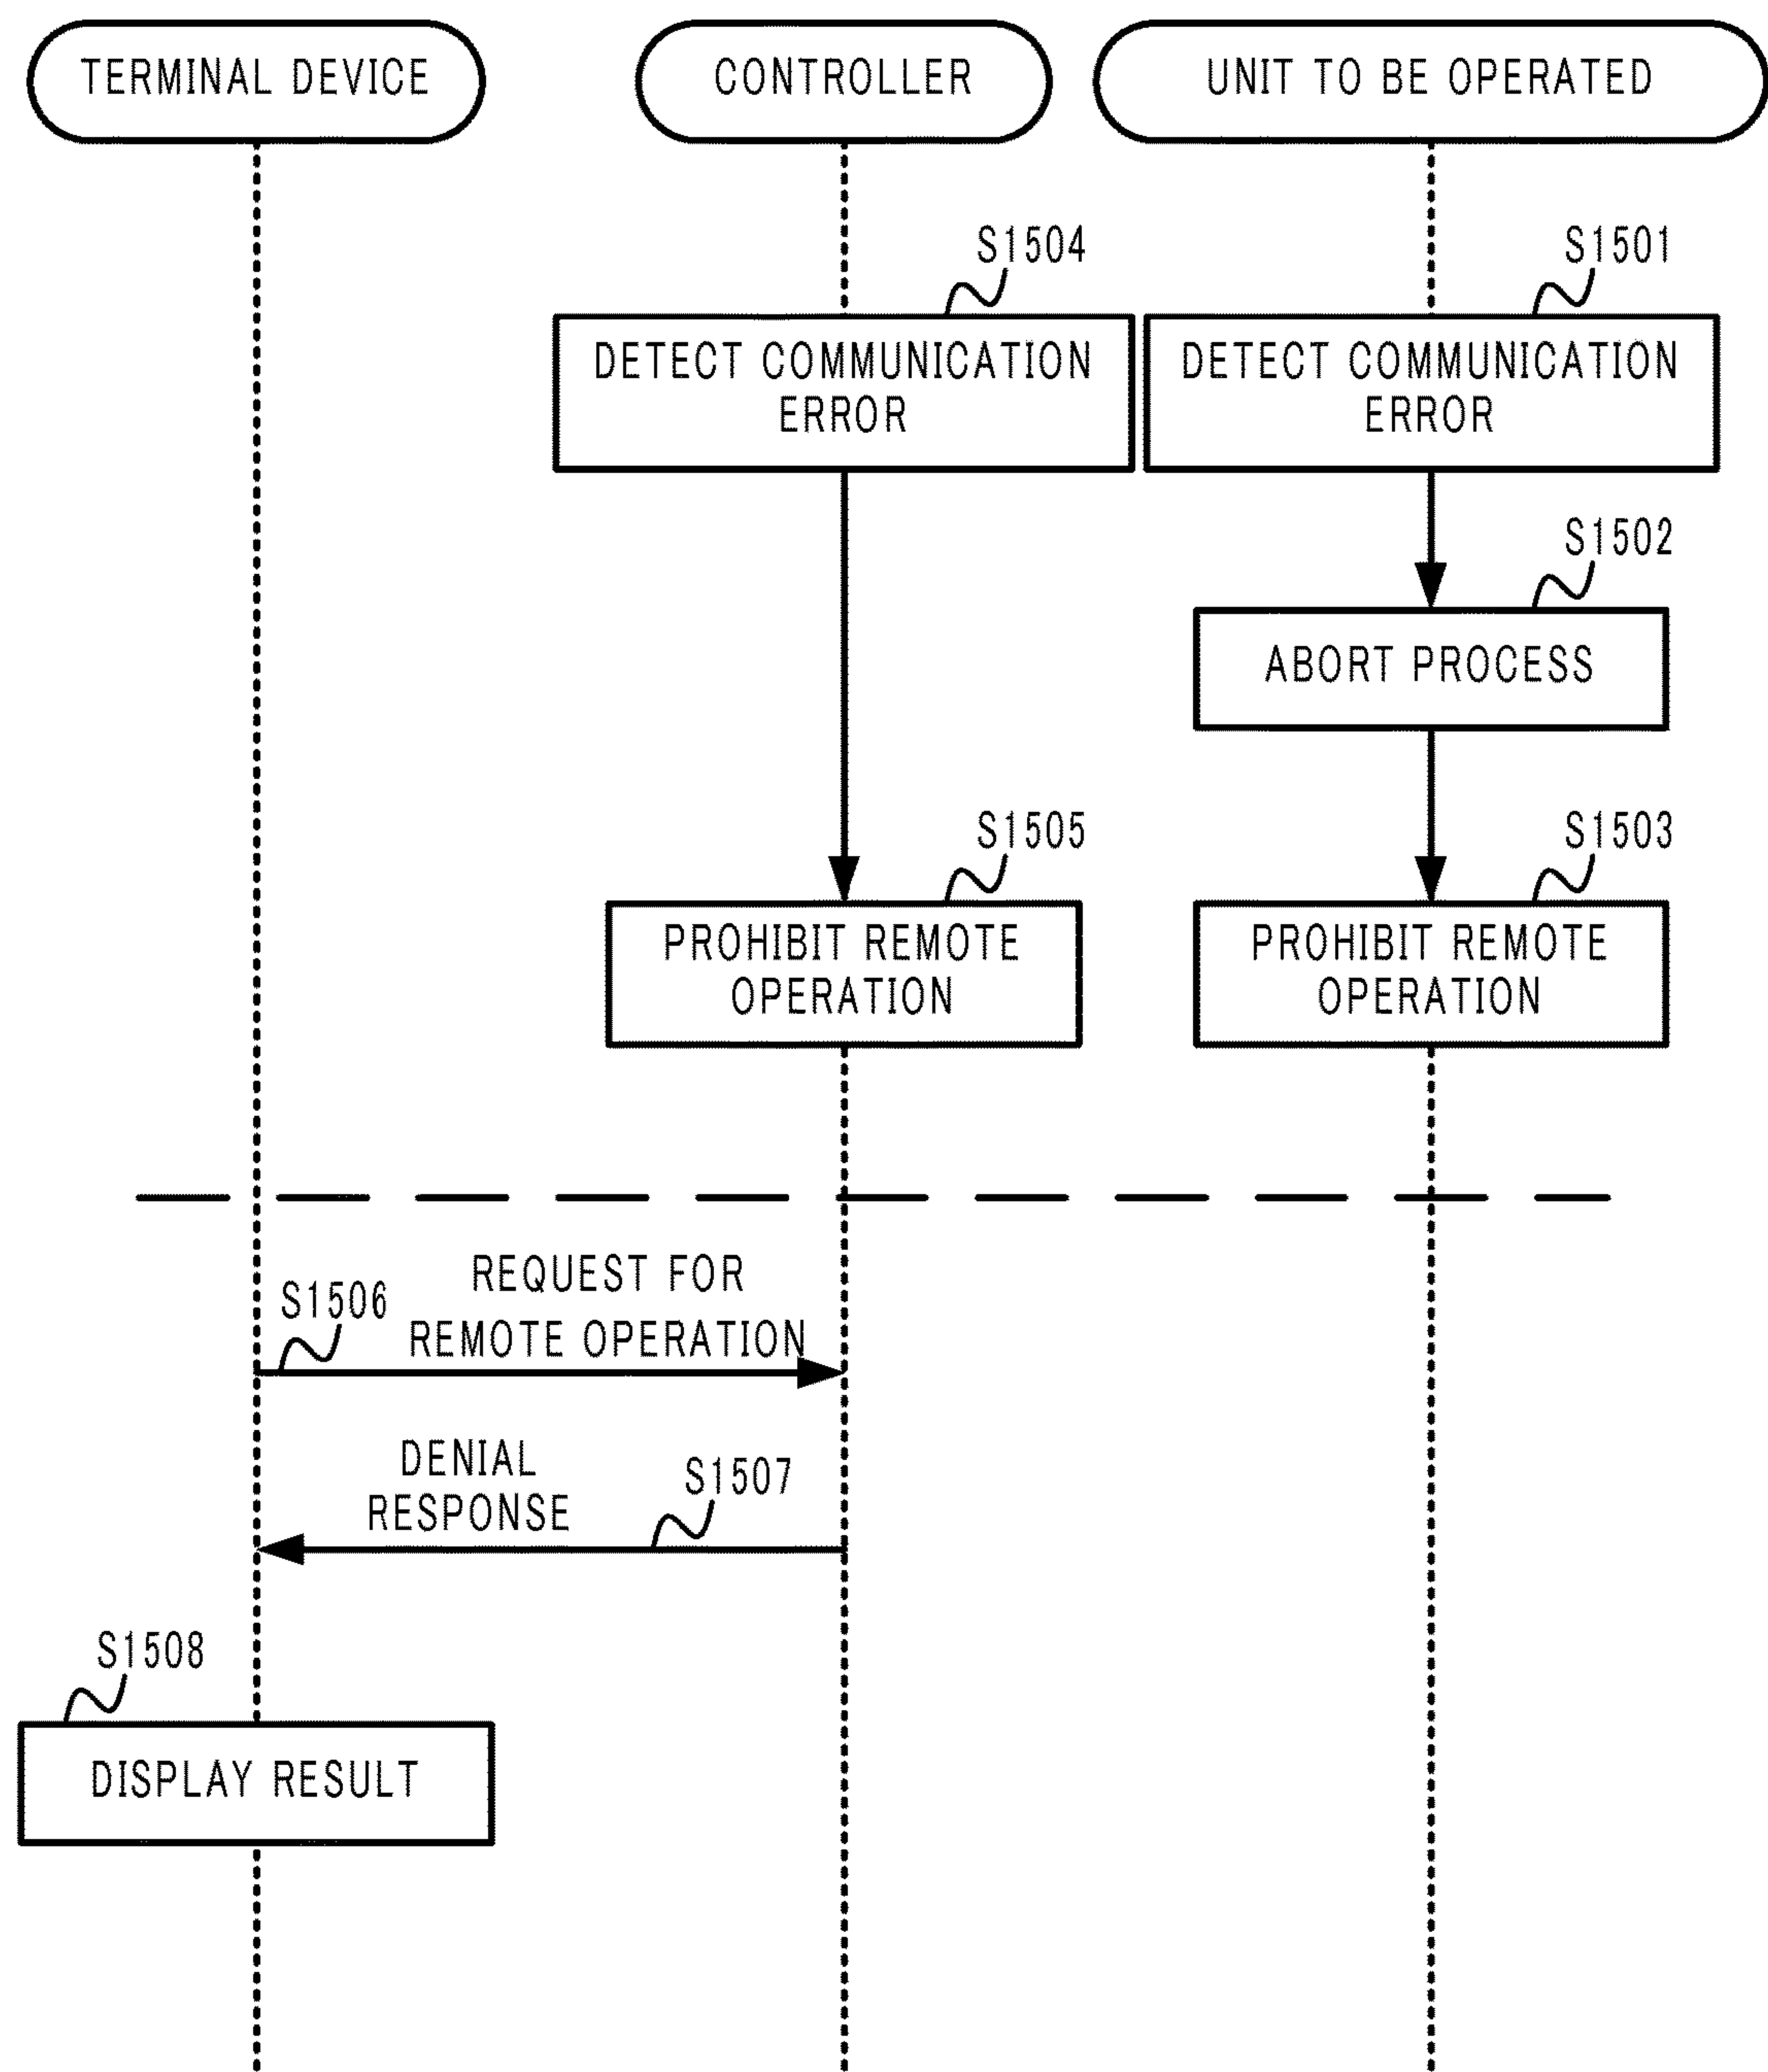 TERMINAL DEVICE
CONTROLLER
UNIT TO BE OPERATED
S1504
S1501
DETECT COMMUNICATION
ERROR
DETECT COMMUNICATION
ERROR
S1502
ABORT PROCESS
S1505
S1503
PROHIBIT REMOTE
OPERATION
PROHIBIT REMOTE
OPERATION
REQUEST FOR
REMOTE OPERATION
S1506
DENIAL
RESPONSE
S1507
S1508
DISPLAY RESULT